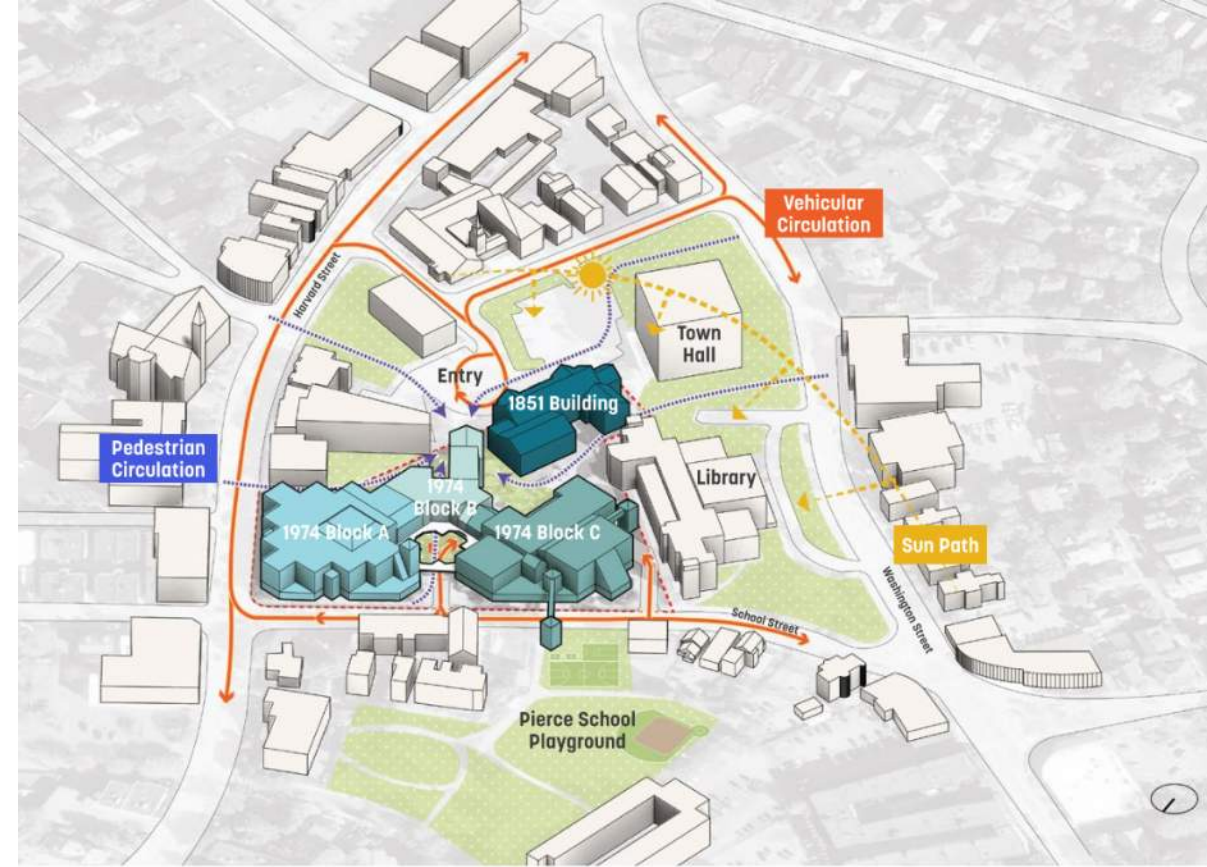 Vehicular
Circulation
Harvard Street
Town
Hall
Entry
1851 Building
Pedestrian
Circulation
1974
Block B
Library
1974 Block A
1974 Block C
Sun Path
School Street
Washington Street
Pierce School
Playground